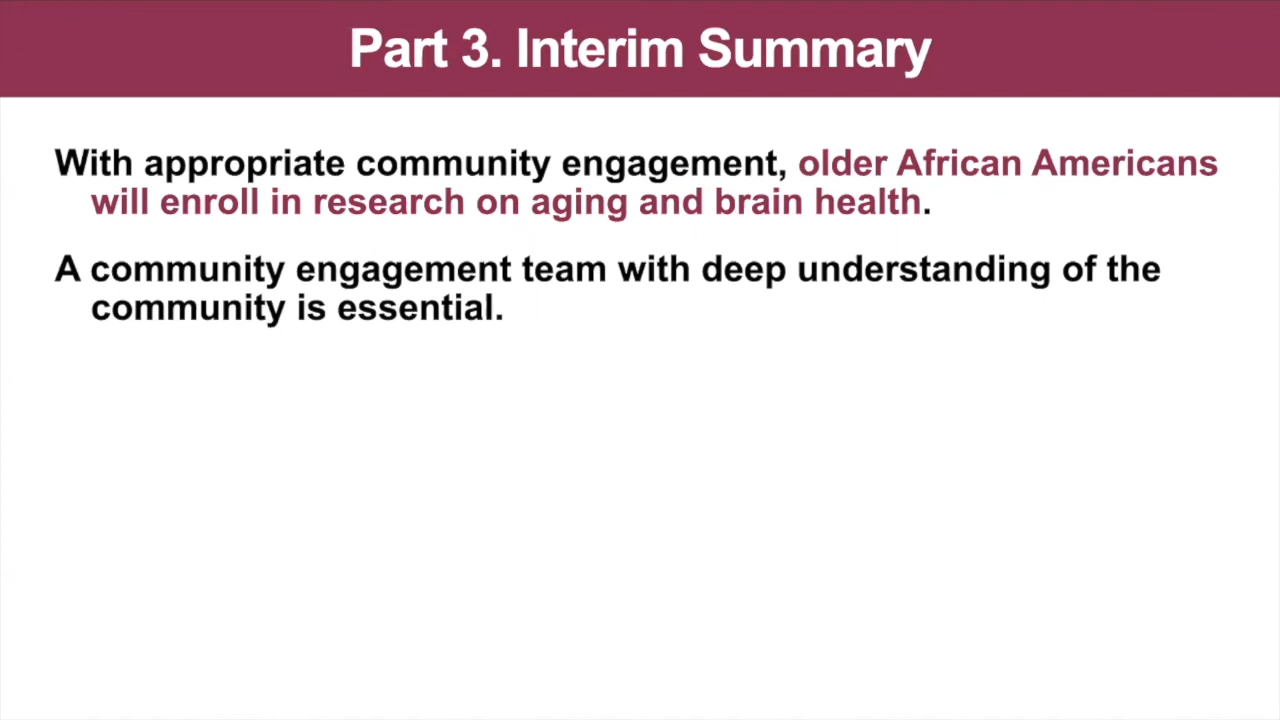 Part 3. Interim Summary
With appropriate community engagement, older African Americans
will enroll in research on aging and brain health.
A community engagement team with deep understanding of the
community is essential.